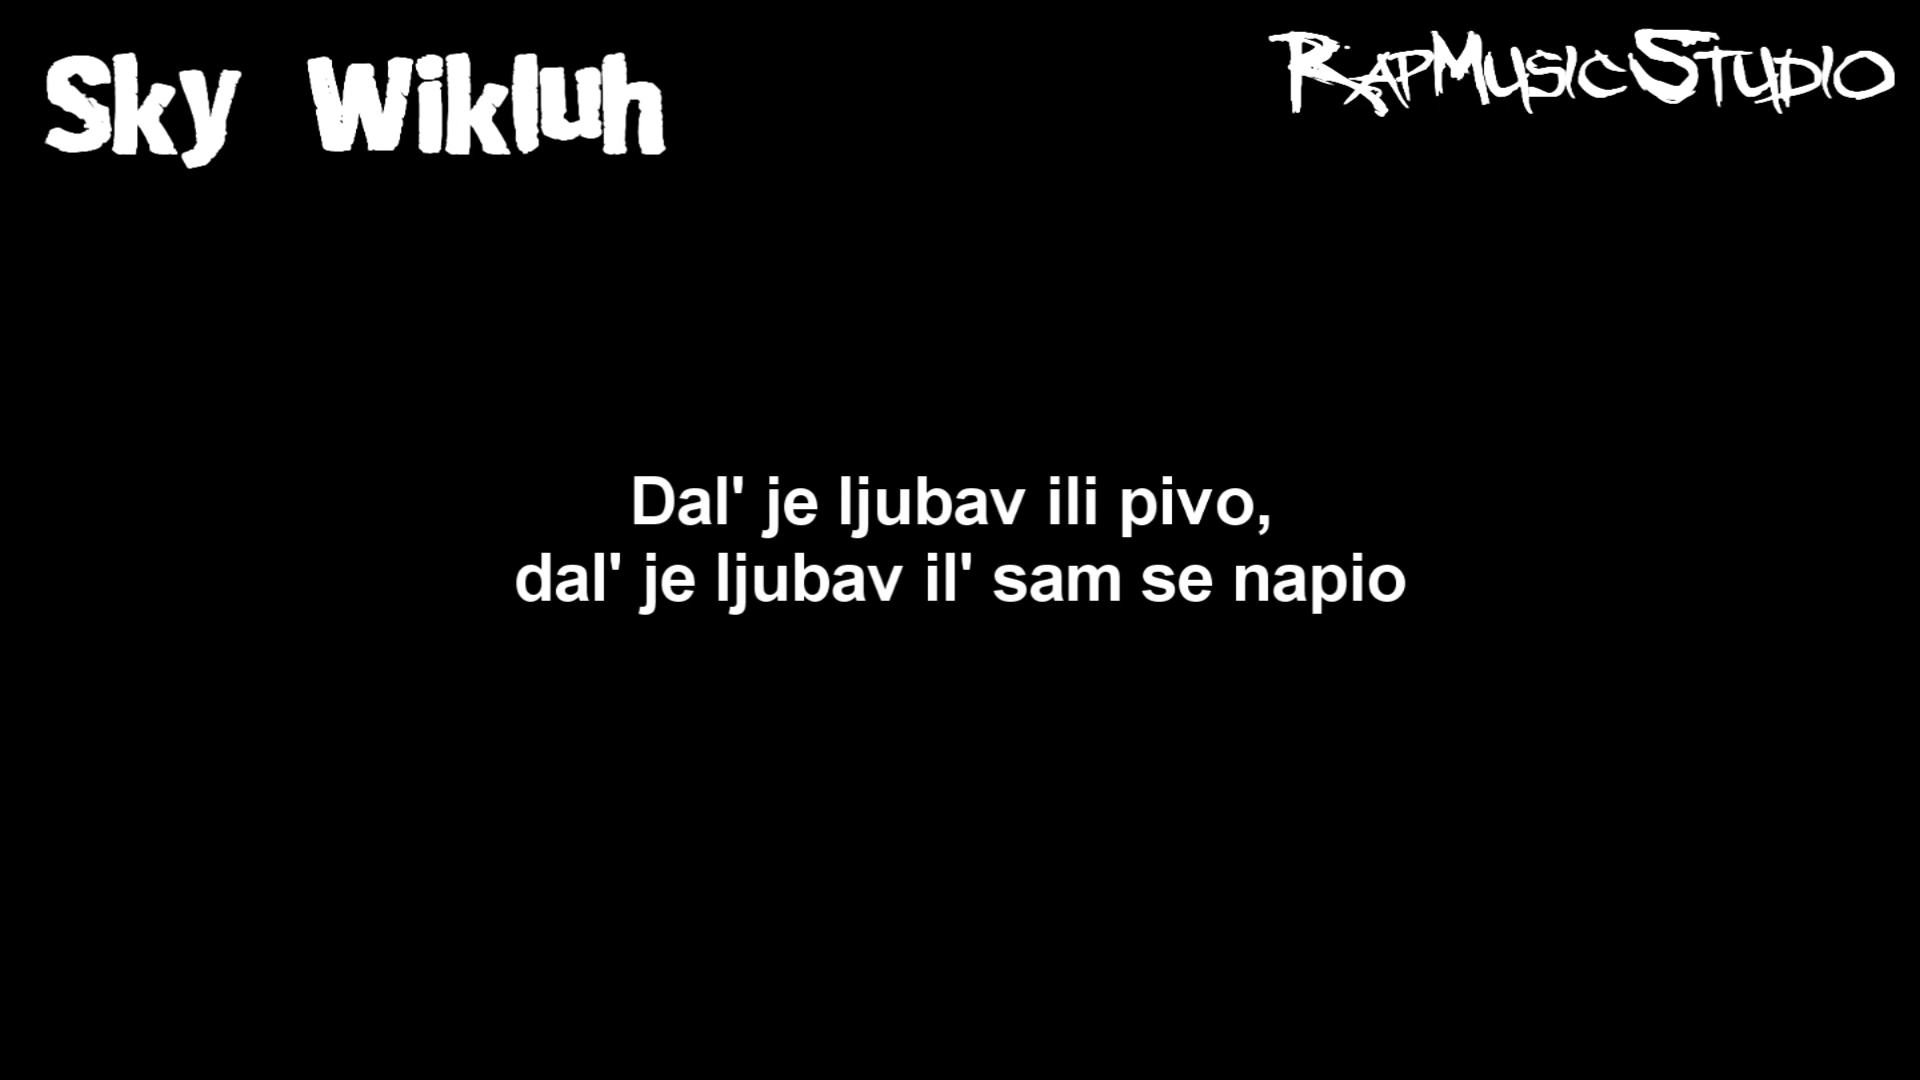 Sky Wikluh
RapMusicStudio
Dal' je ljubav ili pivo,
dal' je ljubav il' sam se napio